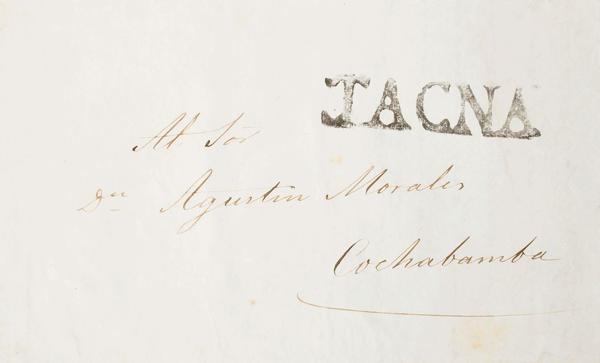 TACNA
Al Sor
Dn Agustin Morales
Cochabamba